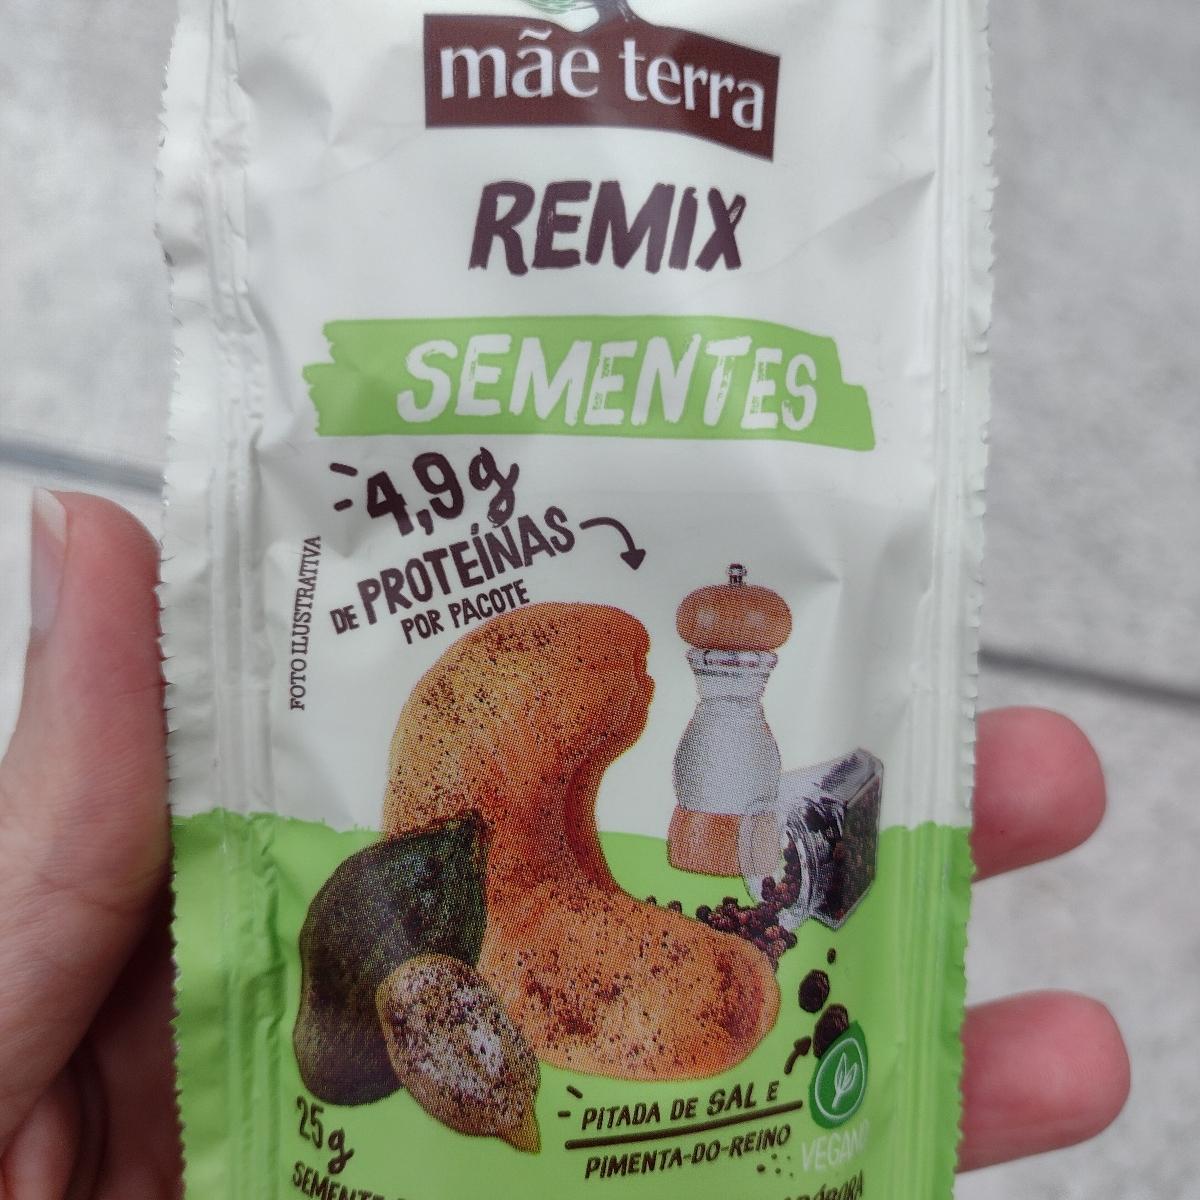 mãe terra
REMIX
SEMENTES
4,9g
DE PROTEÍNAS
POR PACOTE
FOTO ILUSTRATIVA
PITADA DE SAL E
PIMENTA-DO-REINO
VEGANO
25g